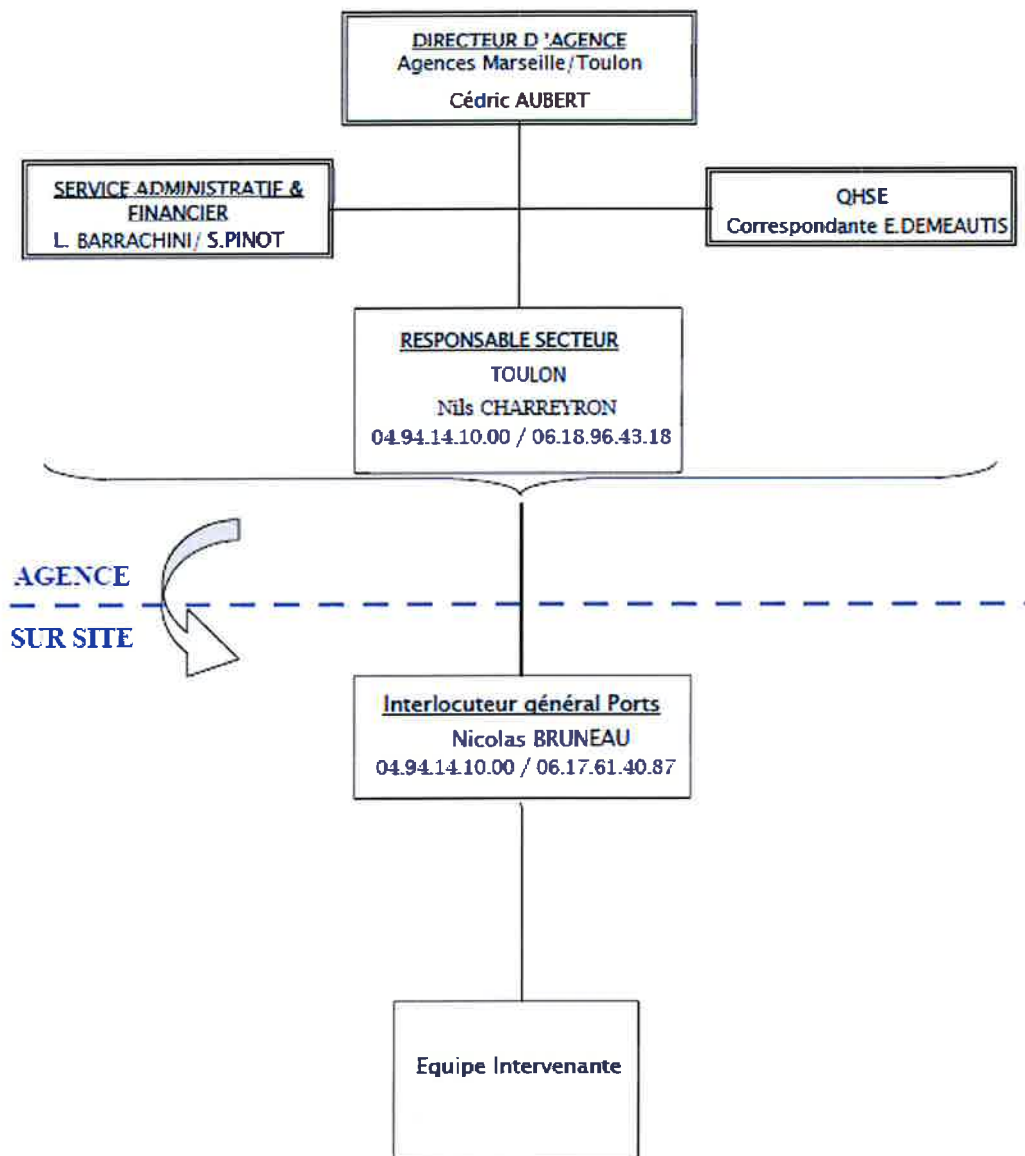 DIRECTEUR D 'AGENCE
Agences Marseille/Toulon
Cédric AUBERT
SERVICE ADMINISTRATIF &
FINANCIER
L. BARRACHINI/ S.PINOT
QHSE
Correspondante E.DEMEAUTIS
RESPONSABLE SECTEUR
TOULON
Nils CHARREYRON
04.94.14.10.00 / 06.18.96.43.18
AGENCE
SUR SITE
Interlocuteur général Ports
Nicolas BRUNEAU
04.94.14.10.00 / 06.17.61.40.87
Equipe Intervenante